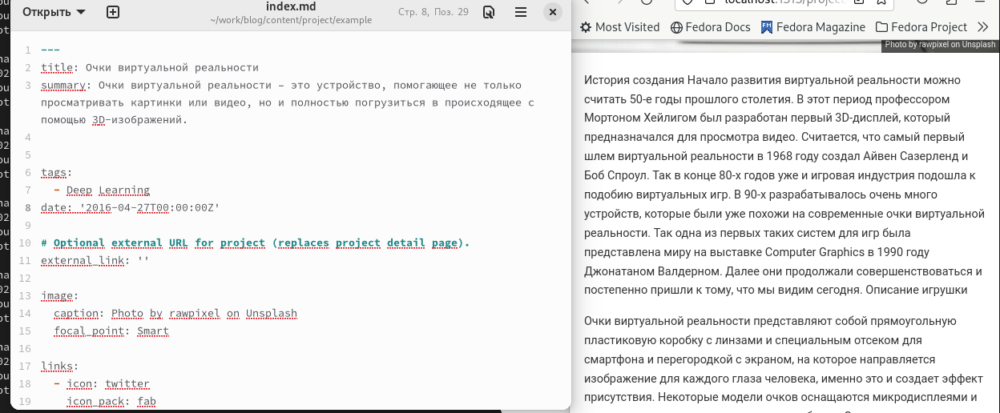 Открыть
index.md
~/work/blog/content/project/example
Стр. 8, Поз. 29
1 ---
2 title: Очки виртуальной реальности
3 summary: Очки виртуальной реальности – это устройство, помогающее не только
просматривать картинки или видео, но и полностью погрузиться в происходящее с
помощью 3D-изображений.
4
5
6 tags:
7 - Deep Learning
8 date: '2016-04-27T00:00:00Z'
9
10 # Optional external URL for project (replaces project detail page).
11 external_link: ''
12
13 image:
14 caption: Photo by rawpixel on Unsplash
15 focal_point: Smart
16
17 links:
18 - icon: twitter
19 icon_pack: fab
Most Visited Fedora Docs Fedora Magazine Fedora Project
Photo by rawpixel on Unsplash
История создания Начало развития виртуальной реальности можно
считать 50-е годы прошлого столетия. В этот период профессором
Мортоном Хейлигом был разработан первый 3D-дисплей, который
предназначался для просмотра видео. Считается, что самый первый
шлем виртуальной реальности в 1968 году создал Айвен Сазерленд и
Боб Спроул. Так в конце 80-х годов уже и игровая индустрия подошла к
подобию виртуальных игр. В 90-х разрабатывалось очень много
устройств, которые были уже похожи на современные очки виртуальной
реальности. Так одна из первых таких систем для игр была
представлена миру на выставке Computer Graphics в 1990 году
Джонатаном Валдерном. Далее они продолжали совершенствоваться и
постепенно пришли к тому, что мы видим сегодня. Описание игрушки
Очки виртуальной реальности представляют собой прямоугольную
пластиковую коробку с линзами и специальным отсеком для
смартфона и перегородкой с экраном, на которое направляется
изображение для каждого глаза человека, именно это и создает эффект
присутствия. Некоторые модели очков оснащаются микродисплеями и